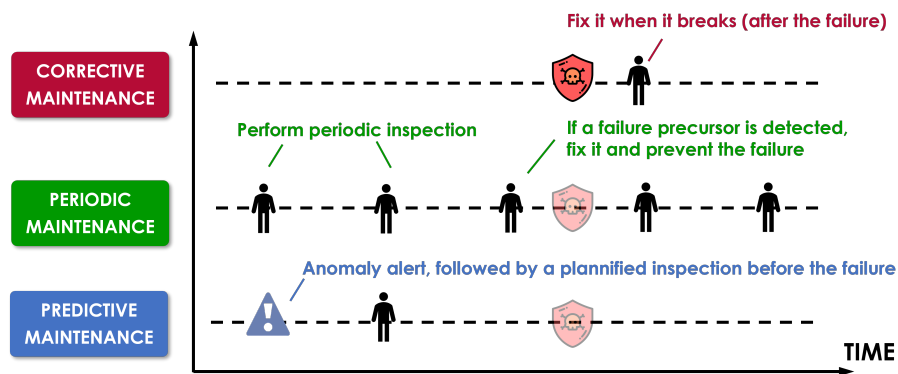 Fix it when it breaks (after the failure)
CORRECTIVE
MAINTENANCE
Perform periodic inspection
If a failure precursor is detected,
fix it and prevent the failure
PERIODIC
MAINTENANCE
Anomaly alert, followed by a plannified inspection before the failure
PREDICTIVE
MAINTENANCE
TIME